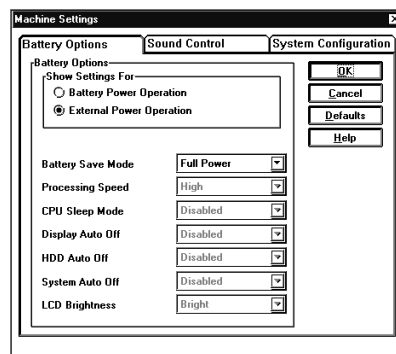 Machine Settings
Battery Options Sound Control System Configuration
Battery Options
Show Settings For
Battery Power Operation
External Power Operation
Battery Save Mode Full Power
Processing Speed High
CPU Sleep Mode Disabled
Display Auto Off Disabled
HDD Auto Off Disabled
System Auto Off Disabled
LCD Brightness Bright
OK
Cancel
Defaults
Help